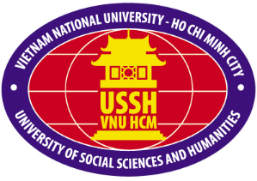 VIETNAM NATIONAL UNIVERSITY - HO CHI MINH CITY
USSH
VNU HCM
UNIVERSITY OF SOCIAL SCIENCES AND HUMANITIES